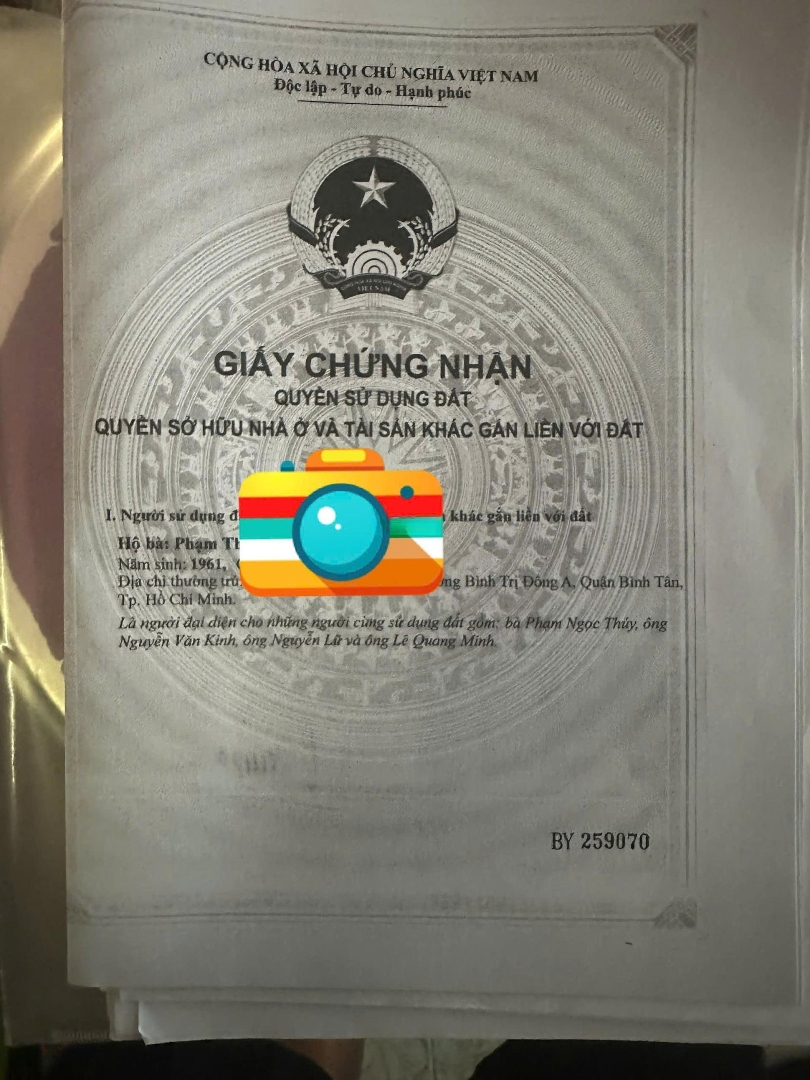 CỘNG HÒA XÃ HỘI CHỦ NGHĨA VIỆT NAM
Độc lập - Tự do - Hạnh phúc
VIỆT NAM
GIẤY CHỨNG NHẬN
QUYỀN SỬ DỤNG ĐẤT
QUYỀN SỞ HỮU NHÀ Ở VÀ TÀI SẢN KHÁC GẮN LIỀN VỚI ĐẤT
I. Người sử dụng khác gắn liền với đất
Hộ bà: Phạm
Năm sinh: 1961,
Địa chỉ thường Bình Trị Đông A, Quận Bình Tân,
Tp. Hồ Chí Minh.
Là người đại diện cho những người cùng sử dụng đất gồm: bà Phạm Ngọc Thúy, ông
Nguyễn Văn Kinh, ông Nguyễn Lữ và ông Lê Quang Minh.
BY 259070